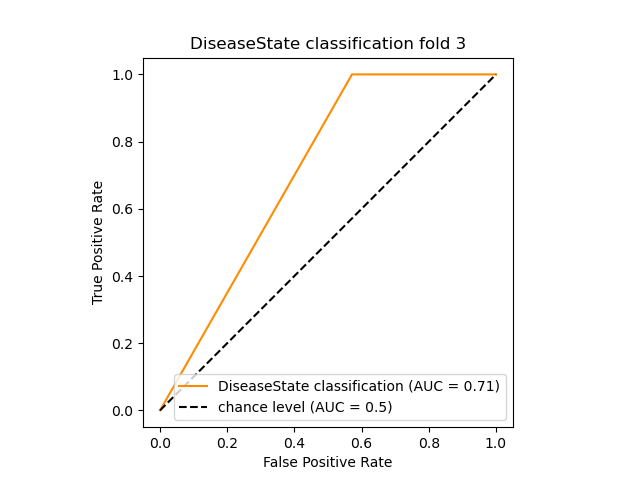 DiseaseState classification fold 3
True Positive Rate
1.0
0.8
0.6
0.4
0.2
0.0
DiseaseState classification (AUC = 0.71)
chance level (AUC = 0.5)
0.0 0.2 0.4 0.6 0.8 1.0
False Positive Rate